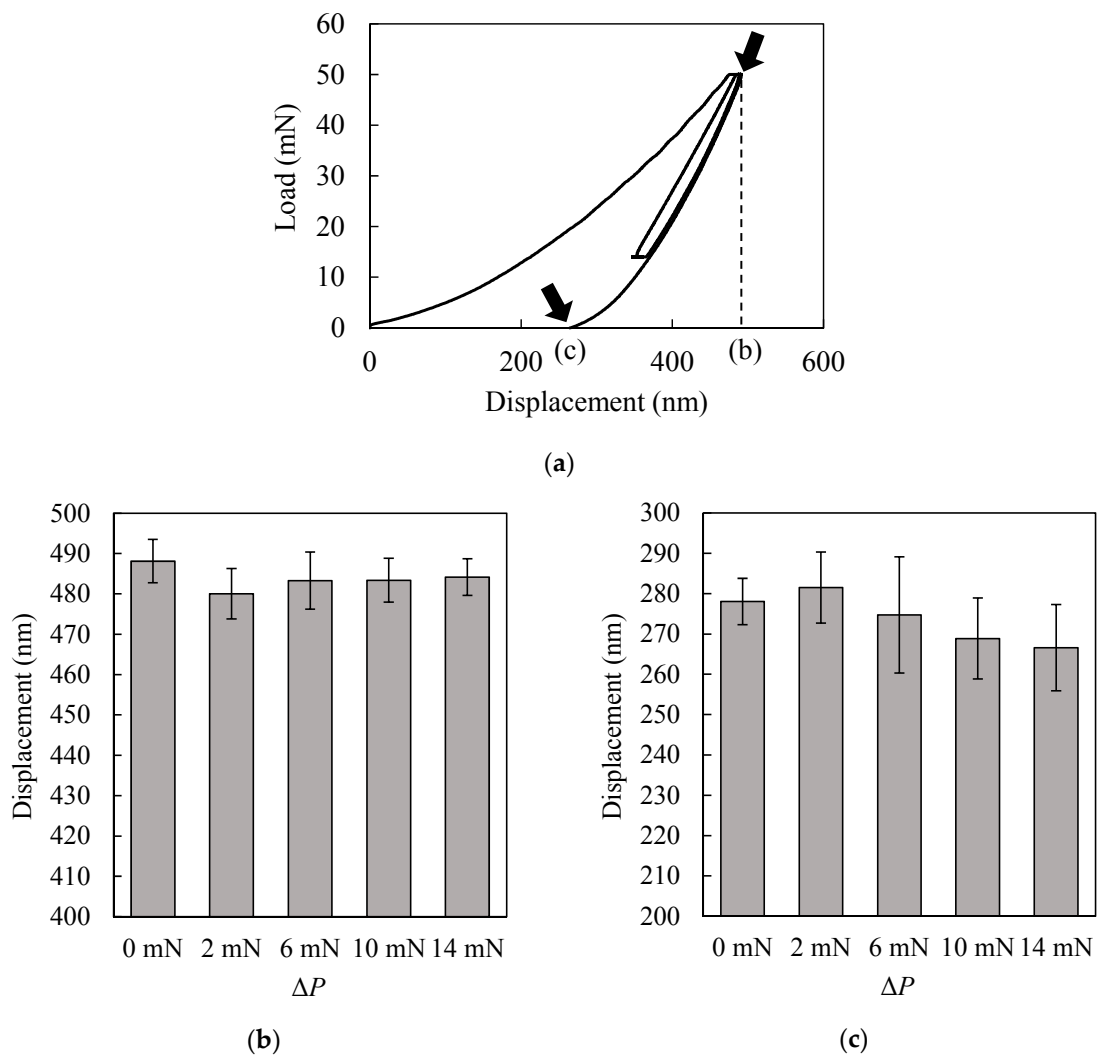 60
50
40
30
20
10
0
Load (mN)
0 200 (c) 400 (b) 600
Displacement (nm)
(a)
500
490
480
470
460
450
440
430
420
410
400
Displacement (nm)
0 mN 2 mN 6 mN 10 mN 14 mN
ΔP
(b)
300
290
280
270
260
250
240
230
220
210
200
Displacement (nm)
0 mN 2 mN 6 mN 10 mN 14 mN
ΔP
(c)